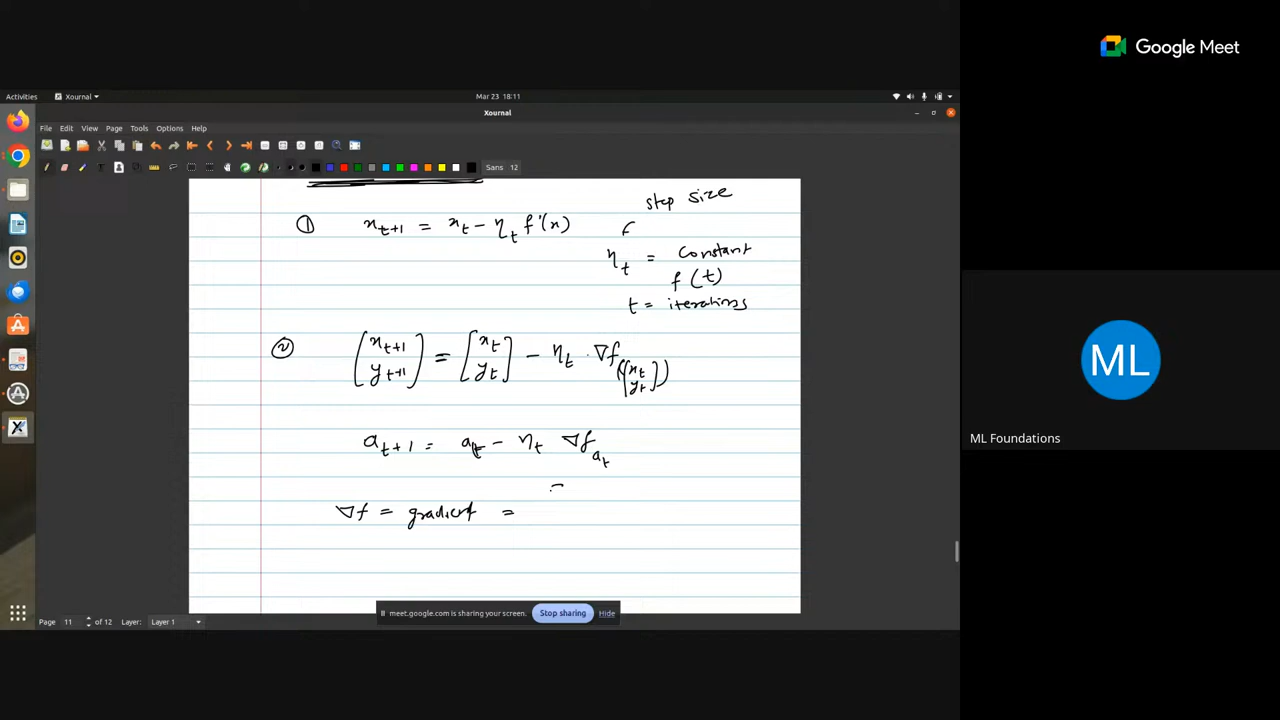 Google Meet
Activities Xournal Mar 23 18:11
Xournal
File Edit View Page Tools Options Help
Sans 12
step size
① x_{t+1} = x_t - η_t f'(x)
η_t = constant
f(t)
t = iterations
② [x_{t+1} y_{t+1}] = [x_t y_t] - η_t · ∇f_{([x_t y_t])}
a_{t+1} = a_t - η_t ∇f_{a_t}
∇f = gradient =
ML
ML Foundations
meet.google.com is sharing your screen. Stop sharing Hide
Page 11 of 12 Layer: Layer 1